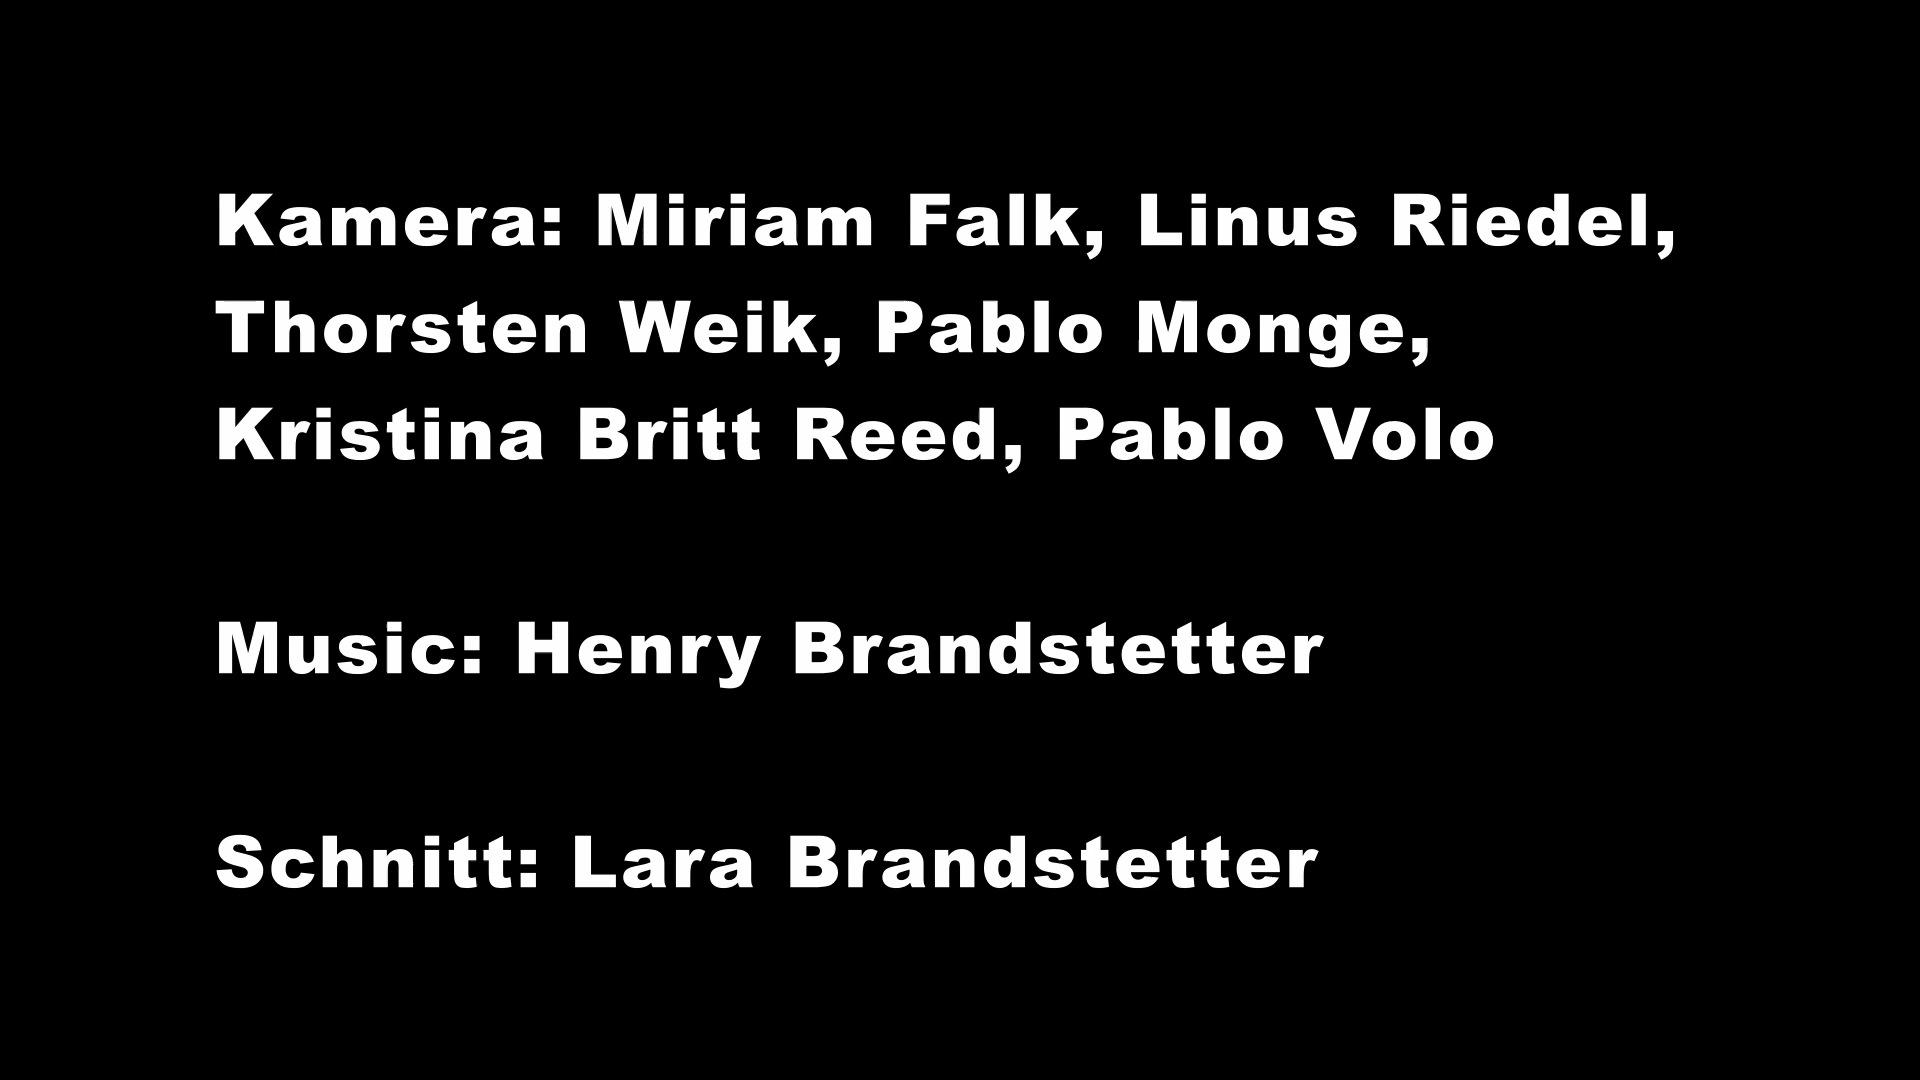 Kamera: Miriam Falk, Linus Riedel,
Thorsten Weik, Pablo Monge,
Kristina Britt Reed, Pablo Volo
Music: Henry Brandstetter
Schnitt: Lara Brandstetter